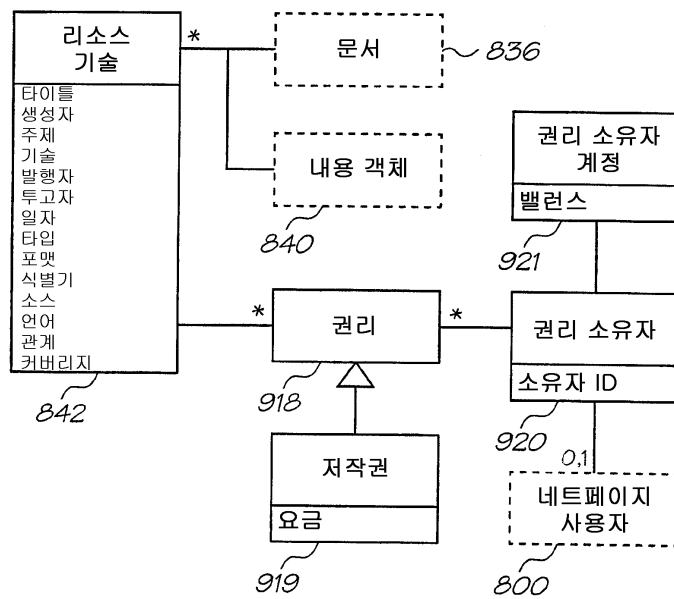 리소스
기술
타이틀
생성자
주제
기술
발행자
투고자
일자
타입
포맷
식별기
소스
언어
관계
커버리지
842
*
문서
836
내용 객체
840
권리 소유자
계정
밸런스
921
*
권리
918
*
권리 소유자
소유자 ID
920
저작권
요금
919
0,1
네트페이지
사용자
800